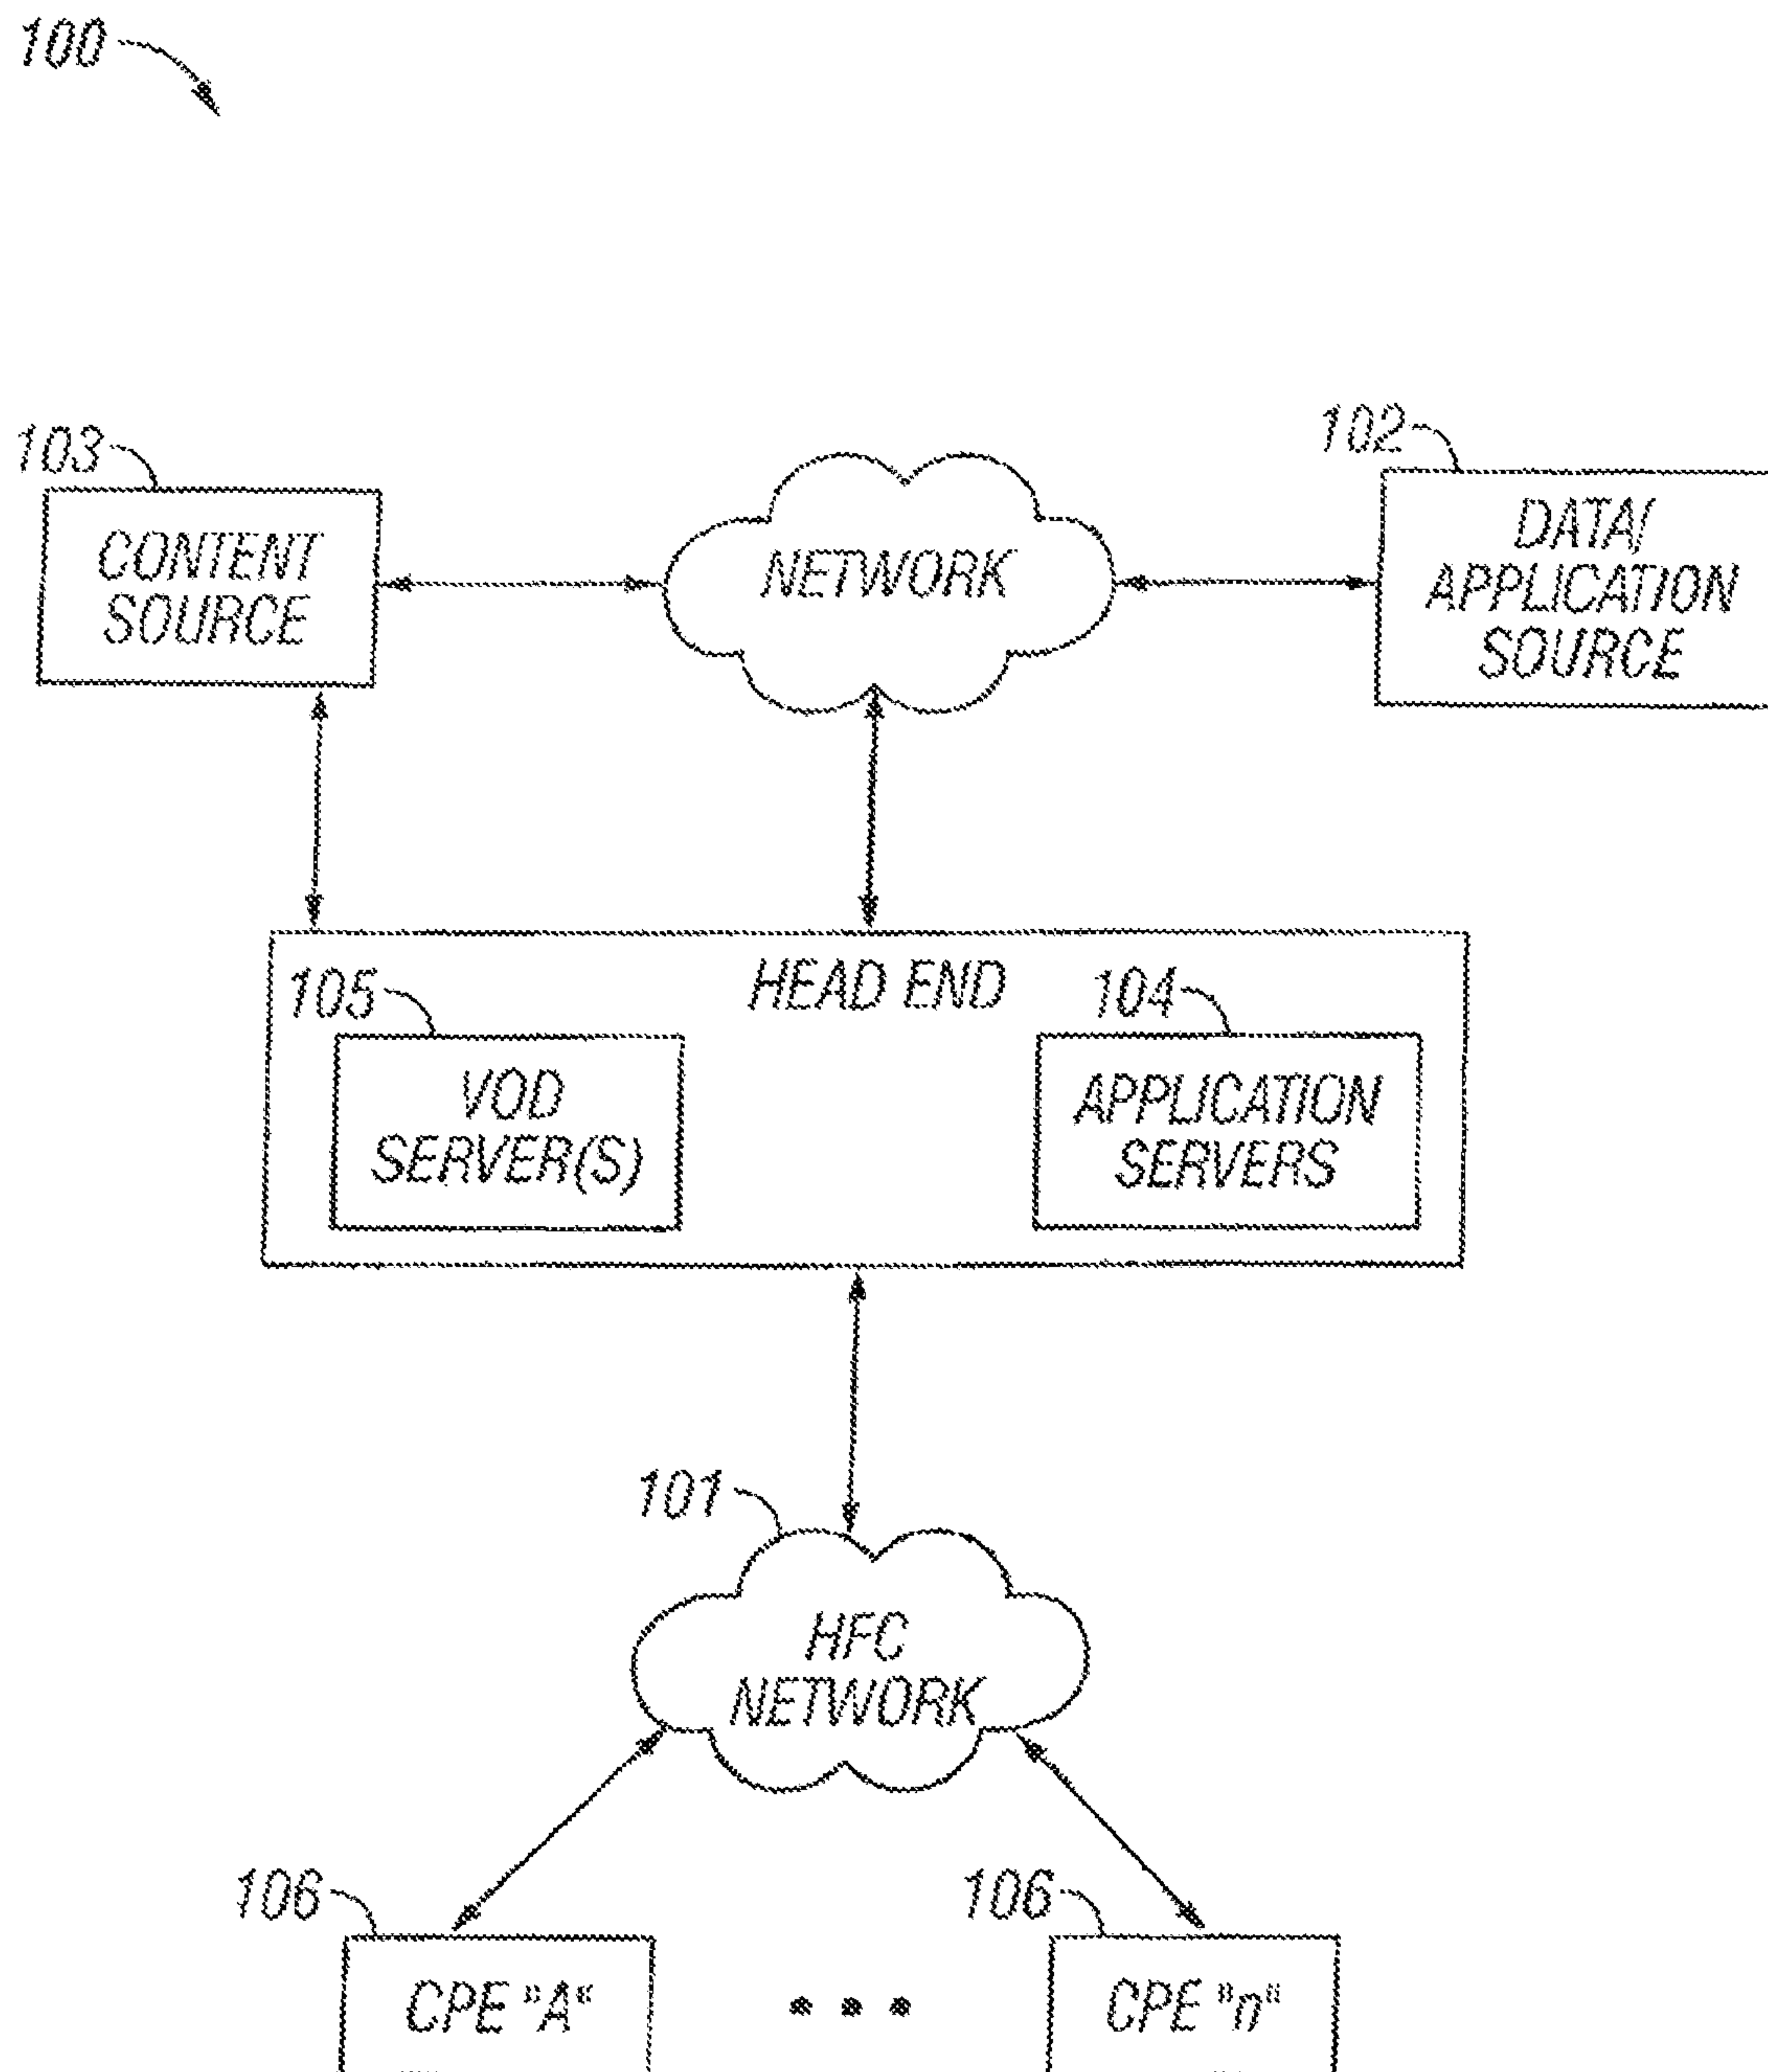 100
103
102
CONTENT
SOURCE
NETWORK
DATA/
APPLICATION
SOURCE
HEAD END
105
104
VOD
SERVER(S)
APPLICATION
SERVERS
101
HFC
NETWORK
106
106
CPE "A"
• • •
CPE "n"